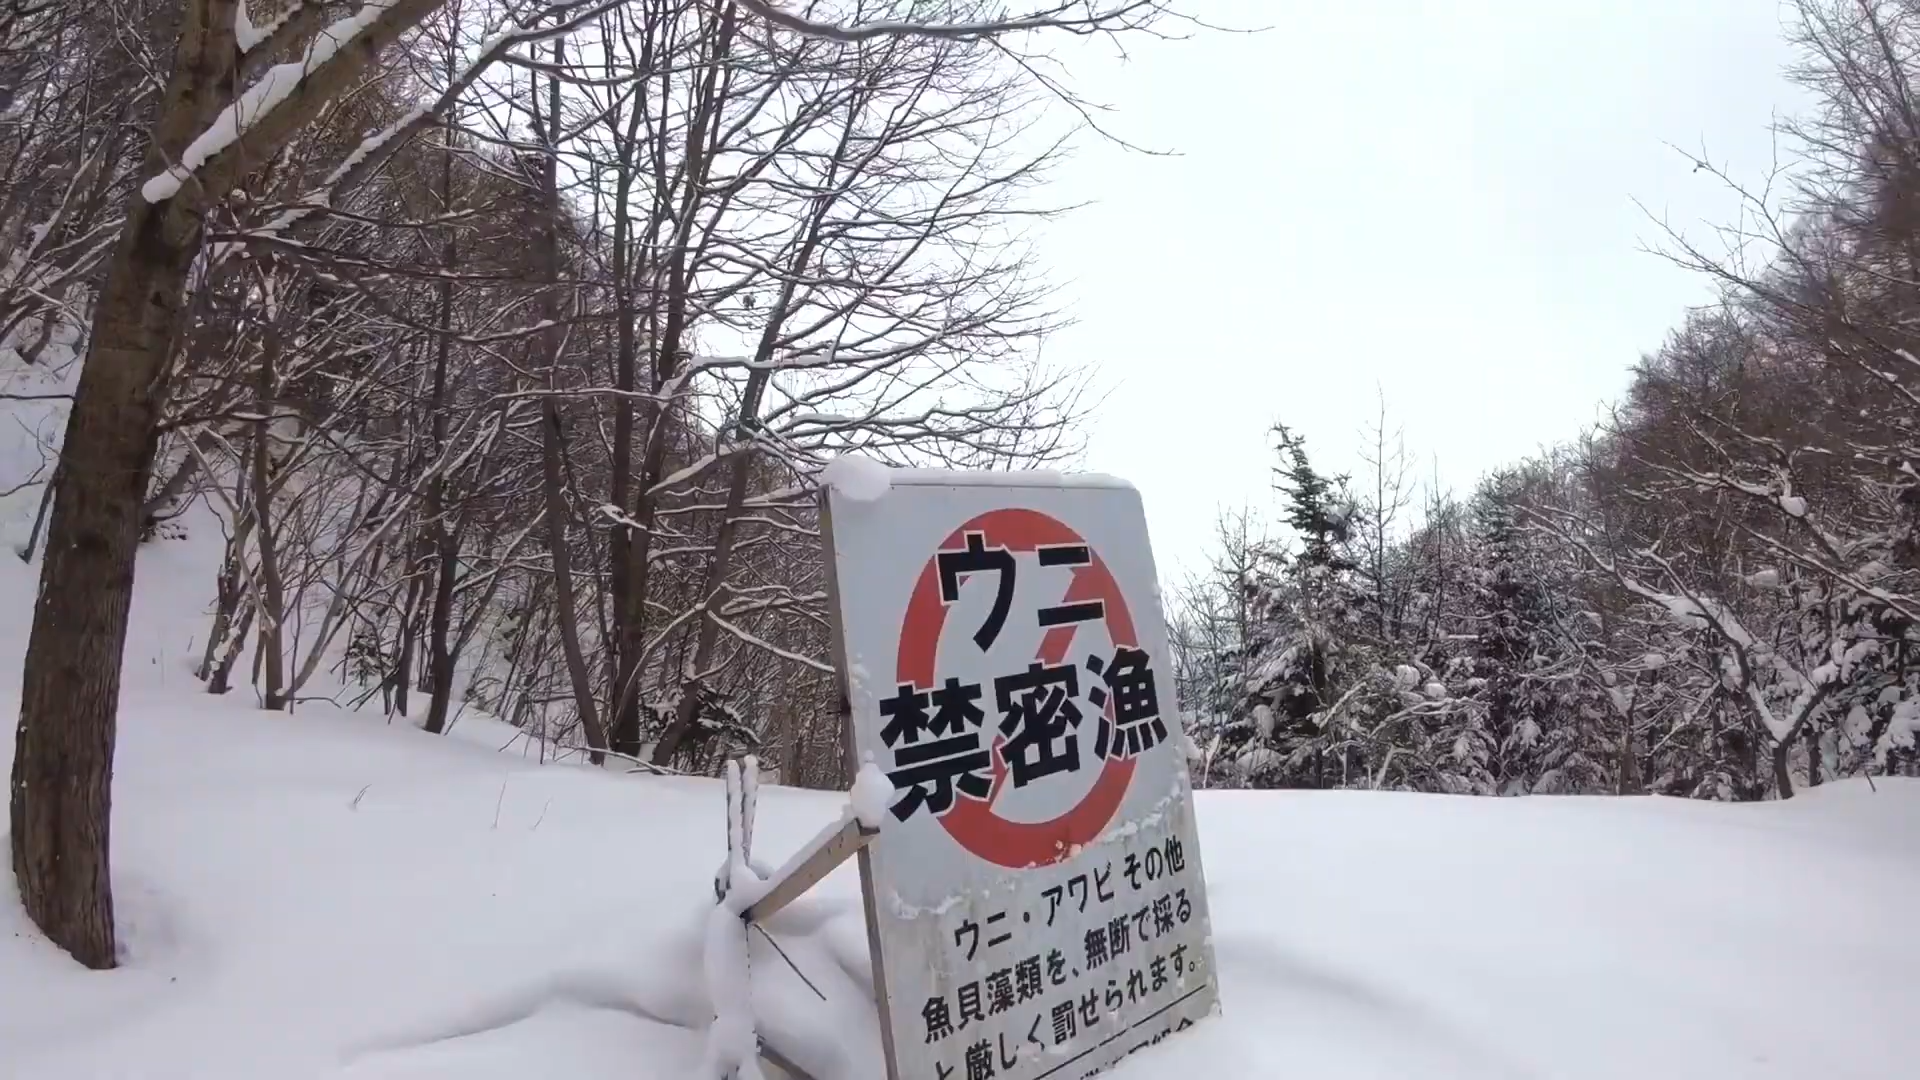 ウニ
禁密漁
ウニ・アワビ その他
魚貝藻類を、無断で採る
と厳しく罰せられます。